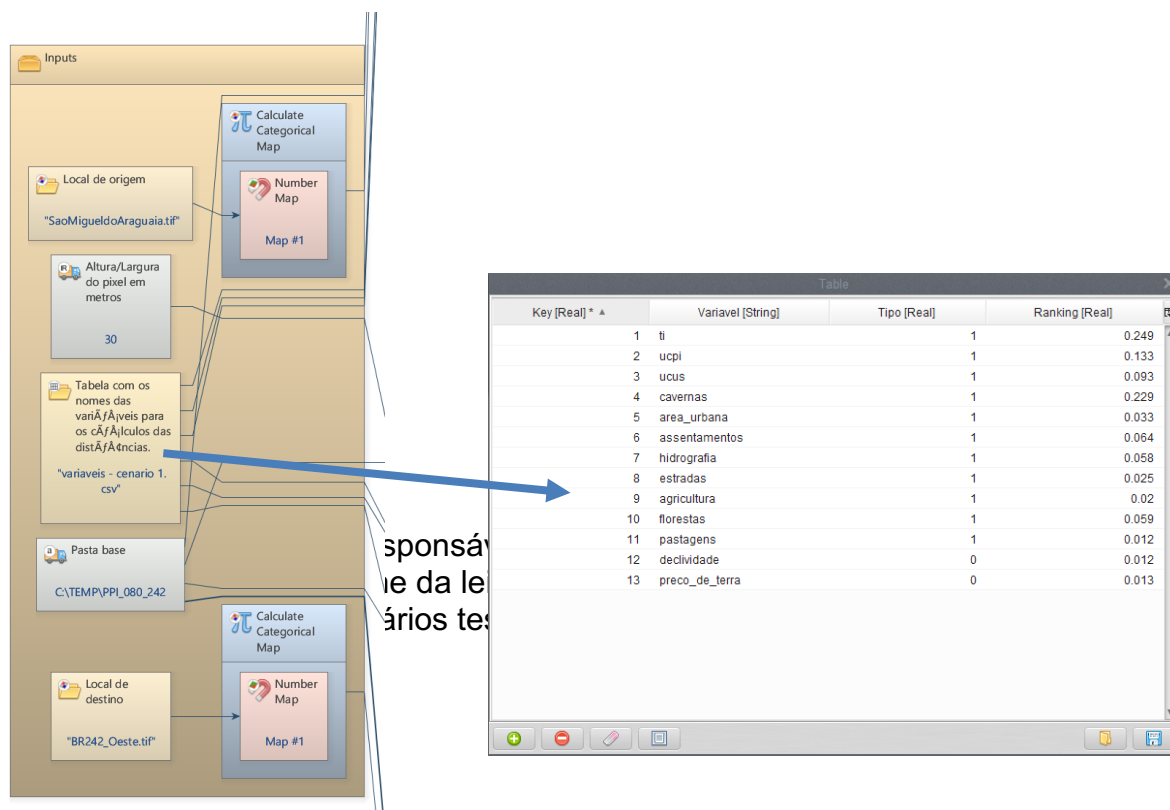 Inputs
Calculate
Categorical
Map
Number
Map
Map #1
Local de origem
"SaoMigueldoAraguaia.tif"
R
Altura/Largura
do pixel em
metros
30
Tabela com os
nomes das
variÃƒÂ¡veis para
os cÃƒÂ¡lculos das
distÃƒÂ¢ncias.
"variaveis - cenario 1.
csv"
a
Pasta base
C:\TEMP\PPI_080_242
Calculate
Categorical
Map
Number
Map
Map #1
Local de
destino
"BR242_Oeste.tif"
Table
Key [Real] * Variavel [String] Tipo [Real] Ranking [Real]
1 ti 1 0.249
2 ucpi 1 0.133
3 ucus 1 0.093
4 cavernas 1 0.229
5 area_urbana 1 0.033
6 assentamentos 1 0.064
7 hidrografia 1 0.058
8 estradas 1 0.025
9 agricultura 1 0.02
10 florestas 1 0.059
11 pastagens 1 0.012
12 declividade 0 0.012
13 preco_de_terra 0 0.013
da